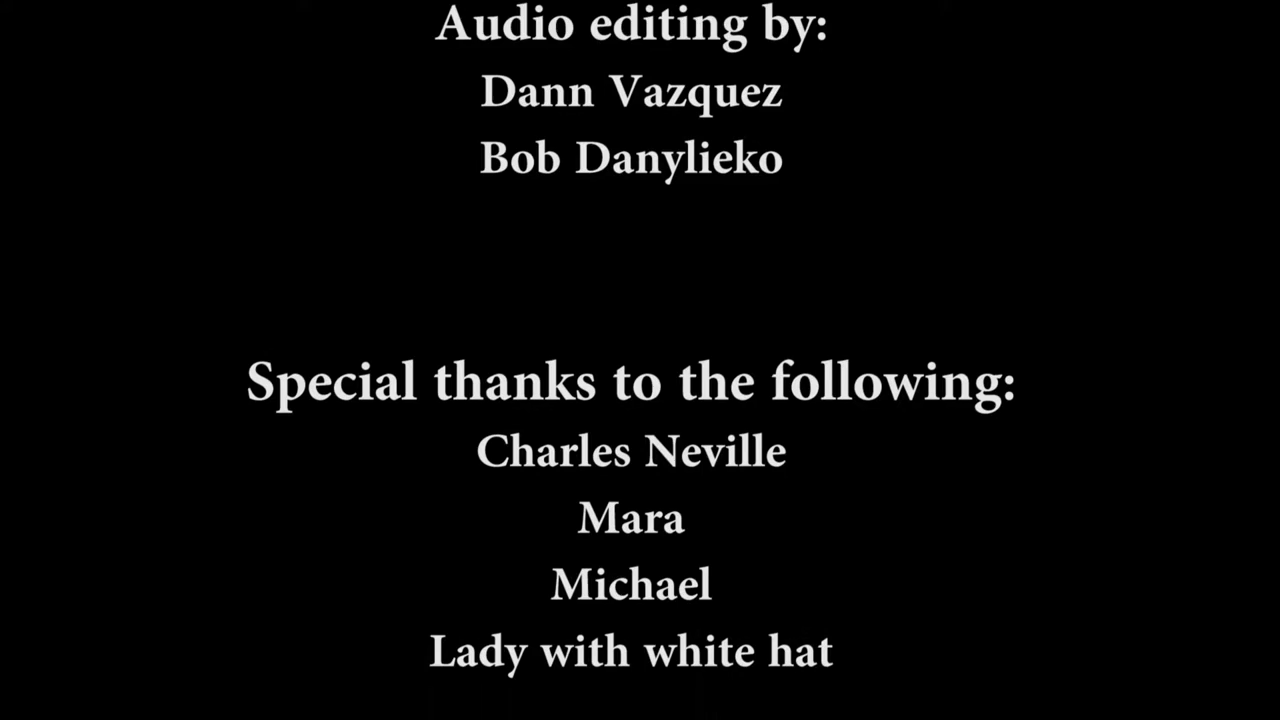 Audio editing by:
Dann Vazquez
Bob Danylieko
Special thanks to the following:
Charles Neville
Mara
Michael
Lady with white hat